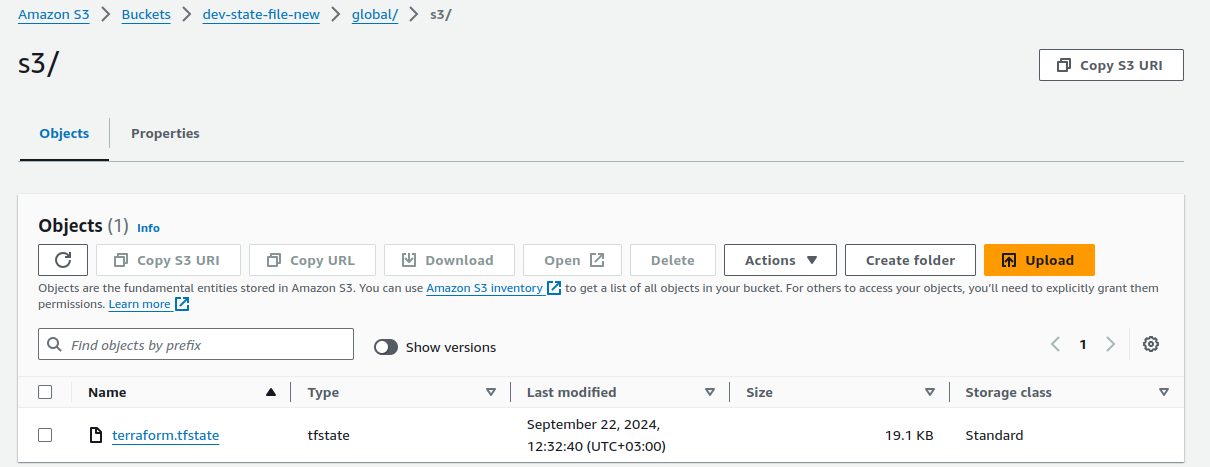 Amazon S3 > Buckets > dev-state-file-new > global/ > s3/
s3/
Copy S3 URI
Objects
Properties
Objects (1) Info
Copy S3 URI
Copy URL
Download
Open
Delete
Actions
Create folder
Upload
Objects are the fundamental entities stored in Amazon S3. You can use Amazon S3 inventory to get a list of all objects in your bucket. For others to access your objects, you'll need to explicitly grant them
permissions. Learn more
Find objects by prefix
Show versions
1
Name
Type
Last modified
Size
Storage class
terraform.tfstate
tfstate
September 22, 2024,
12:32:40 (UTC+03:00)
19.1 KB
Standard